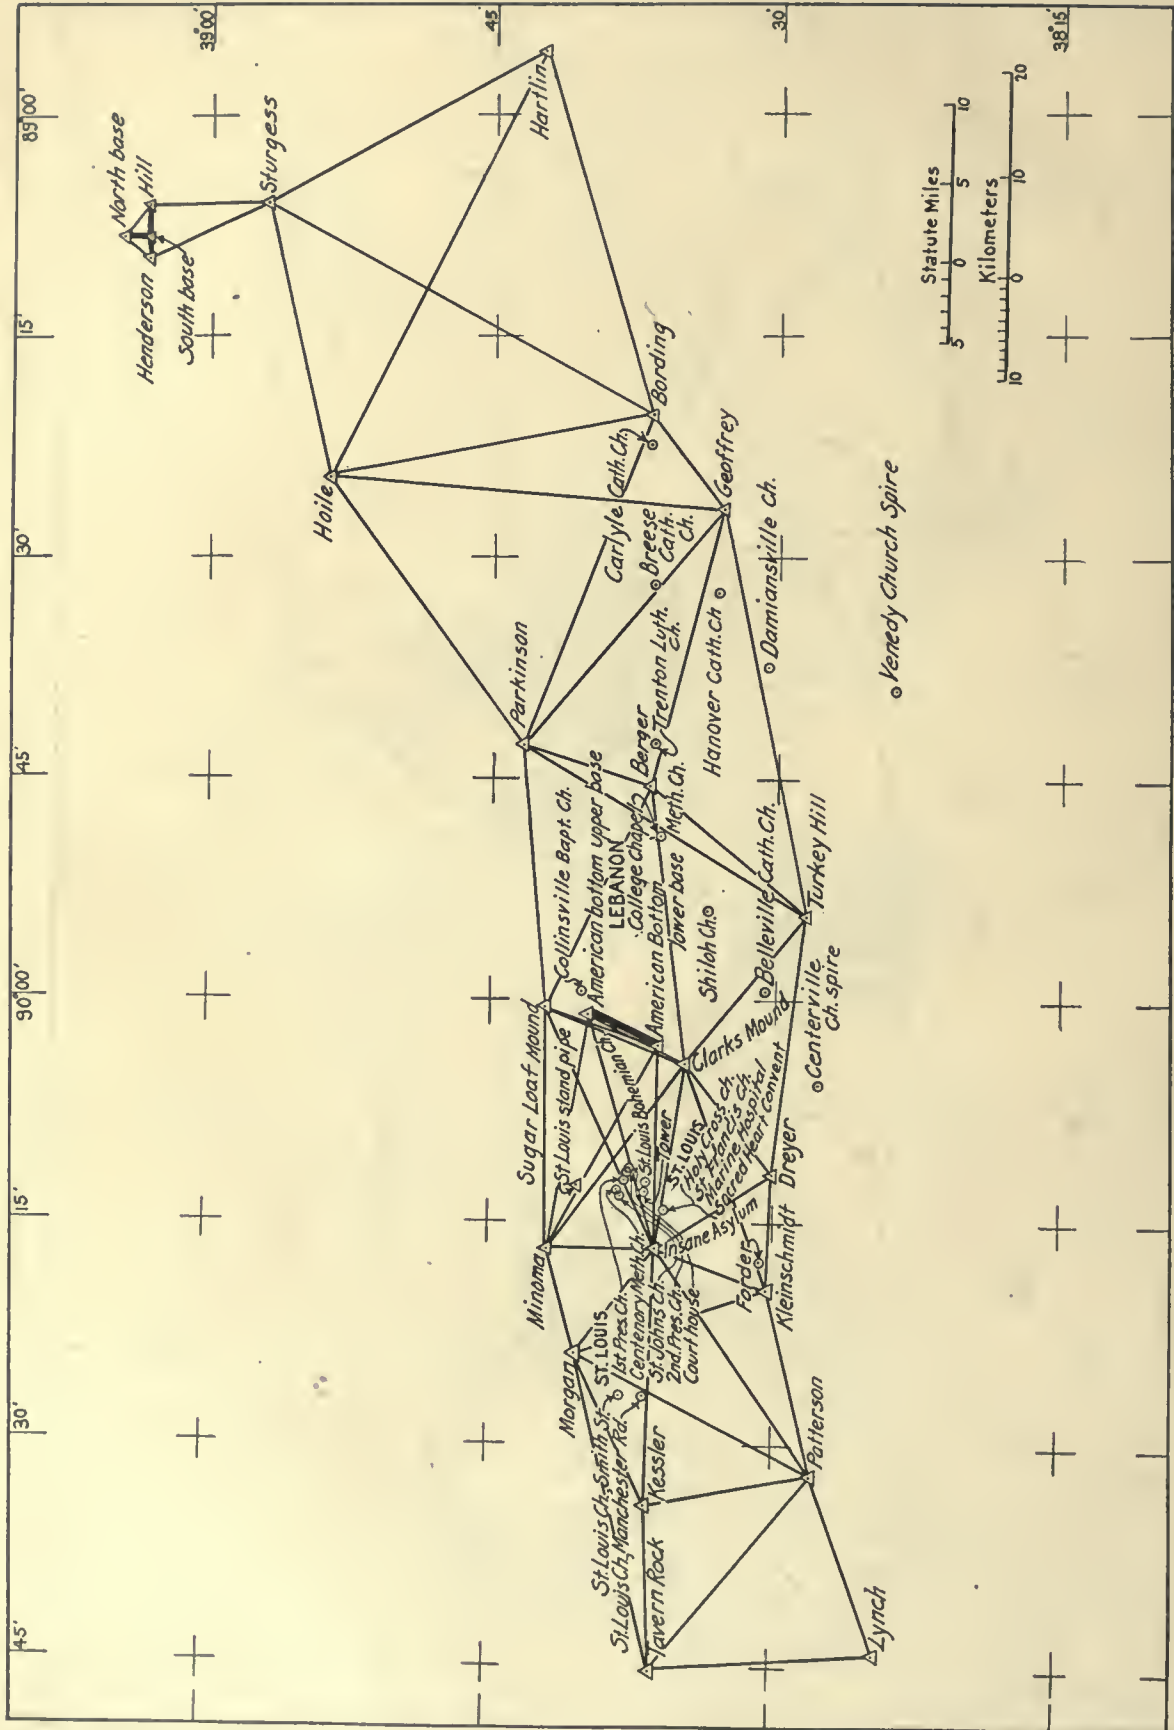 45'
30'
15'
90°00'
45'
30'
15'
89°00'
39°00'
45
30
38°15'
North base
Hill
Henderson
South base
Sturgess
Hartlin
Hoile
Bording
Carlyle Cath. Ch.
Geoffrey
Breese
Cath.
Ch.
Parkinson
Berger
Trenton Luth.
Ch.
Hanover Cath. Ch
Damiansville Ch.
Venedy Church Spire
Collinsville Bapt. Ch.
American bottom upper base
LEBANON
College Chapel
Meth. Ch.
American Bottom
lower base
Shiloh Ch.
Belleville Cath. Ch.
Turkey Hill
Centerville
Ch. spire
Sugar Loaf Mound
St Louis stand pipe
St. Louis Bohemian Ch.
Tower
Clarks Mound
ST. LOUIS
Holy Cross Ch.
St Francis Ch.
Marine Hospital
Sacred Heart Convent
Insane Asylum
Dreyer
Minoma
Forder
Kleinschmidt
Morgan
ST. LOUIS
1st Pres. Ch.
Centenary Meth. Ch.
St. Johns Ch.
2nd. Pres. Ch.
Court house
St. Louis Ch., Smith St.
St. Louis Ch., Manchester Rd.
Kessler
Tavern Rock
Patterson
Lynch
Statute Miles
5 0 5 10
Kilometers
10 0 10 20